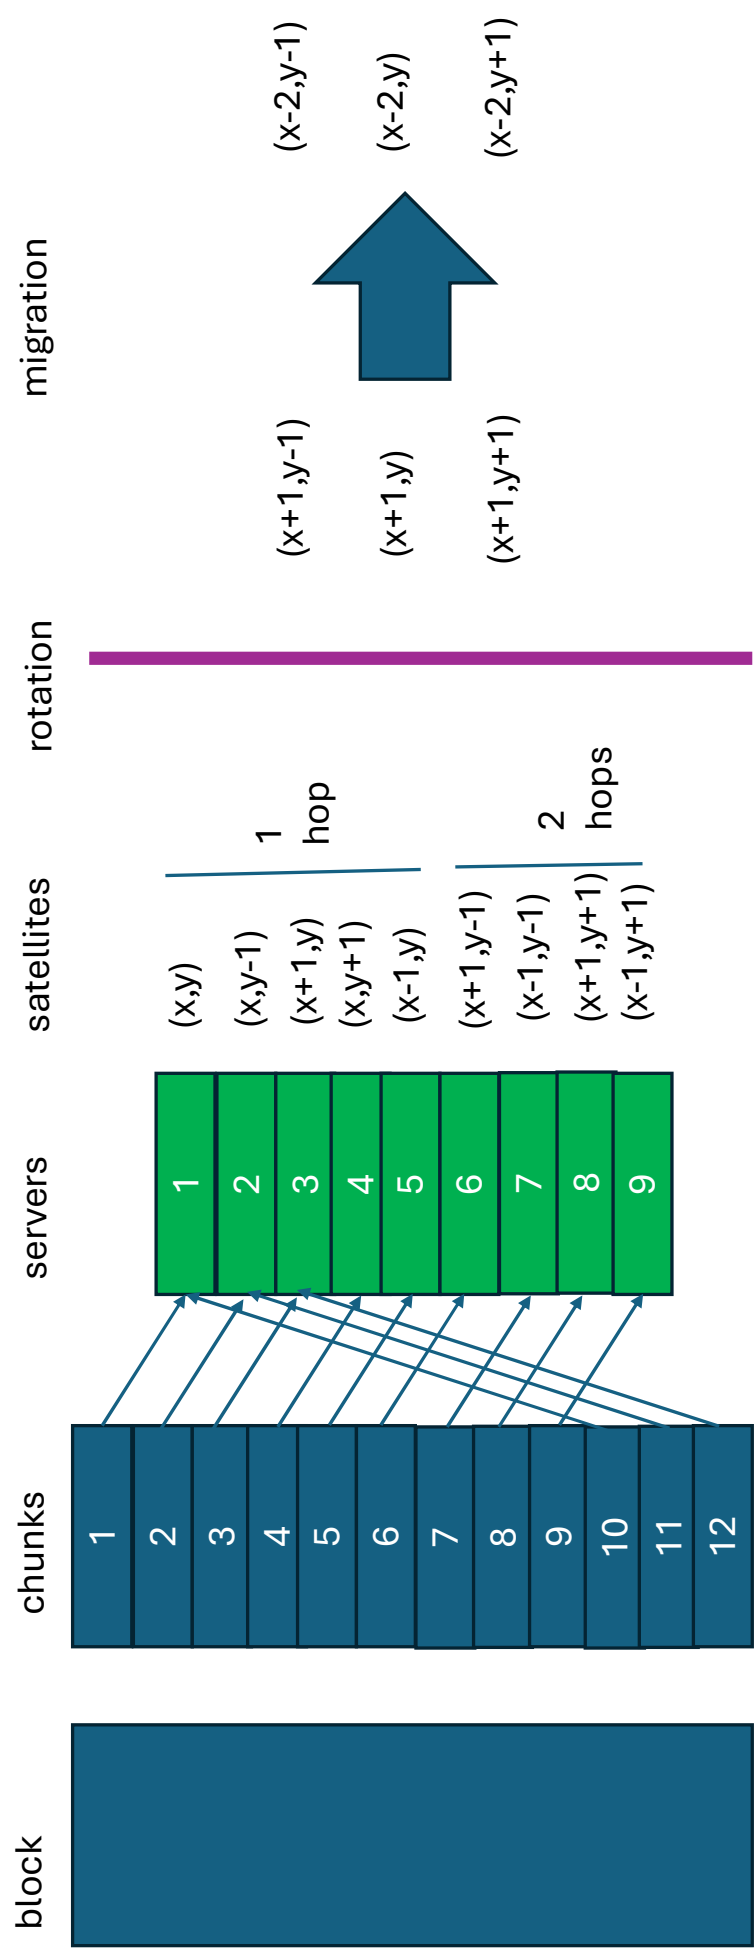 block
chunks
servers
satellites
rotation
migration
1
2
3
4
5
6
7
8
9
10
11
12
1
2
3
4
5
6
7
8
9
(x,y)
(x,y-1)
(x+1,y)
(x,y+1)
(x-1,y)
(x+1,y-1)
(x-1,y-1)
(x+1,y+1)
(x-1,y+1)
1
hop
2
hops
(x+1,y-1)
(x+1,y)
(x+1,y+1)
(x-2,y-1)
(x-2,y)
(x-2,y+1)